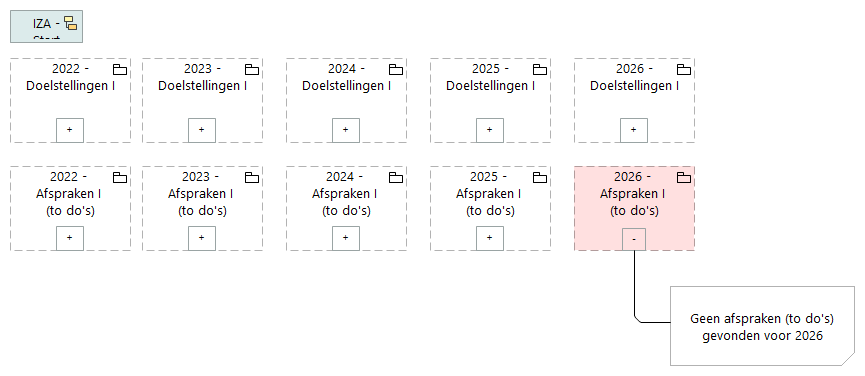 IZA -
2022 -
Doelstellingen I
+
2023 -
Doelstellingen I
+
2024 -
Doelstellingen I
+
2025 -
Doelstellingen I
+
2026 -
Doelstellingen I
+
2022 -
Afspraken I
(to do's)
+
2023 -
Afspraken I
(to do's)
+
2024 -
Afspraken I
(to do's)
+
2025 -
Afspraken I
(to do's)
+
2026 -
Afspraken I
(to do's)
-
Geen afspraken (to do's)
gevonden voor 2026